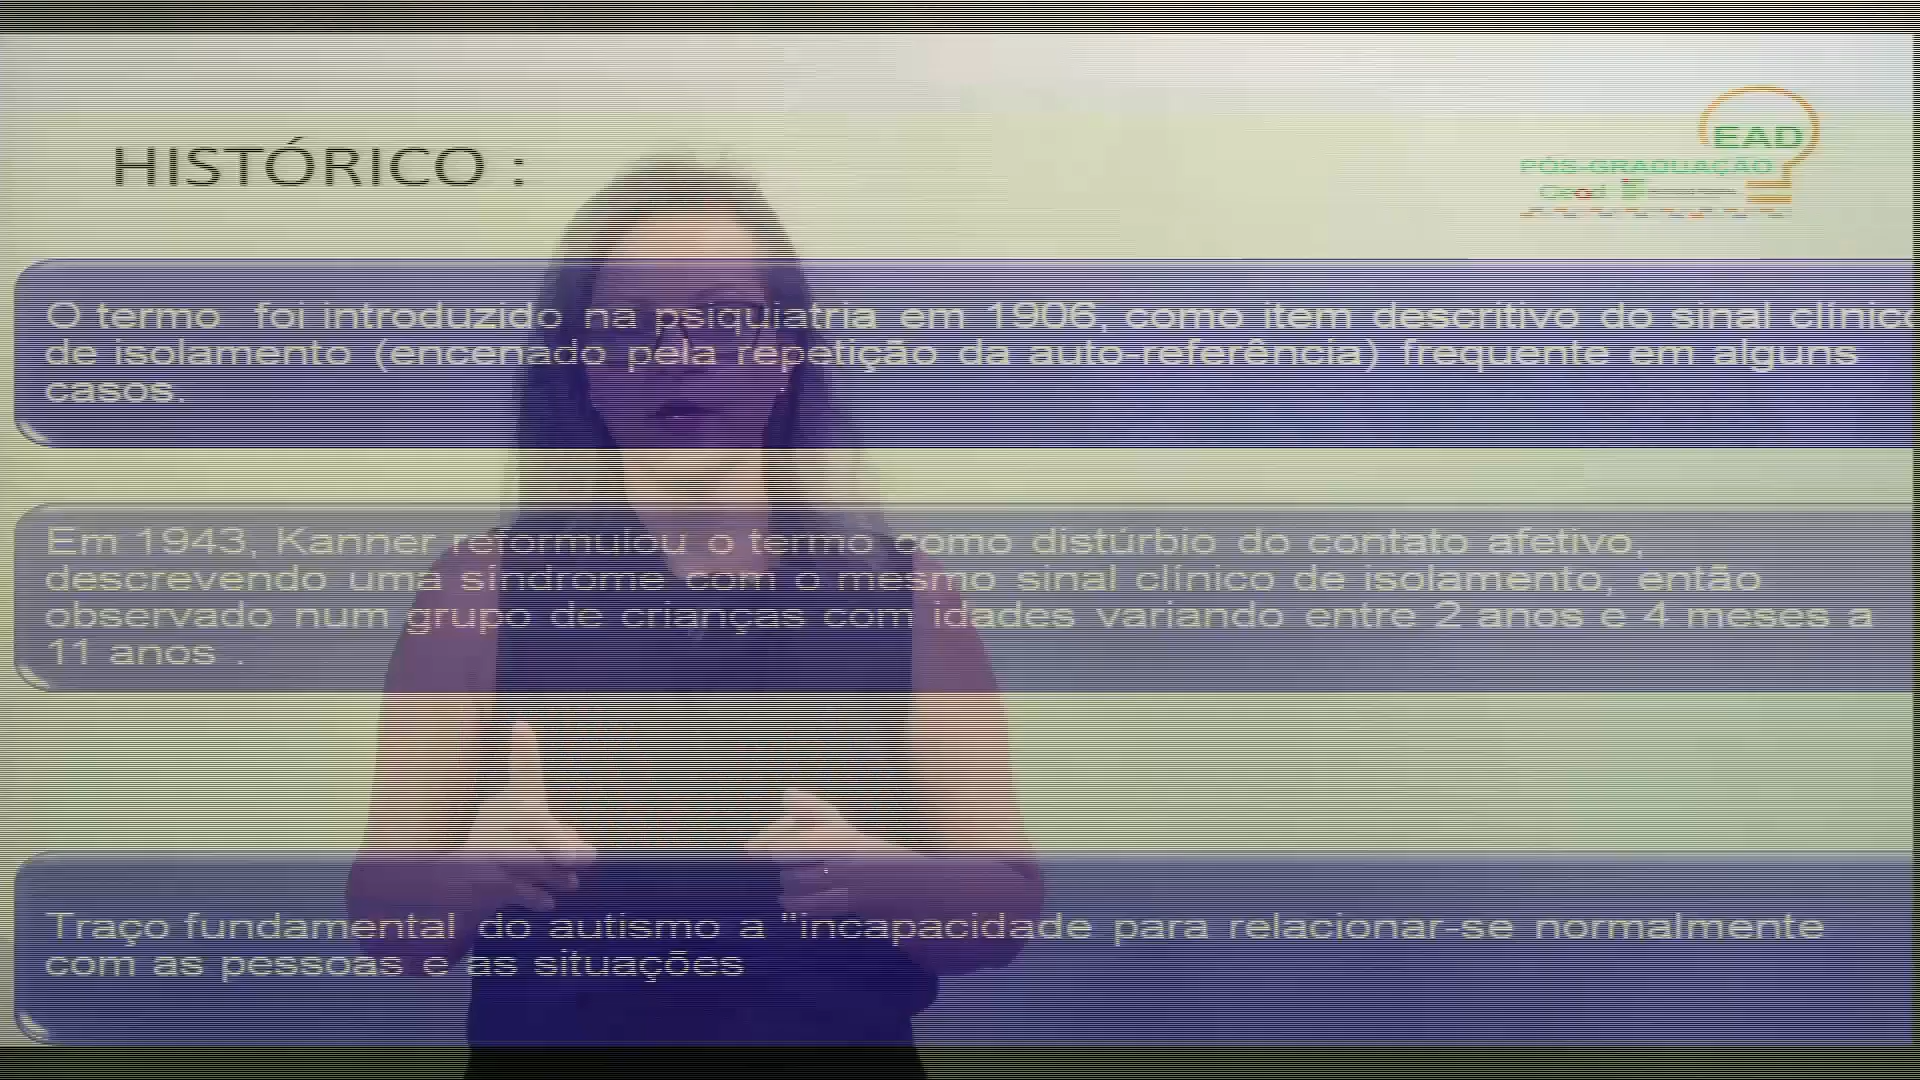 HISTÓRICO :
EAD
PÓS-GRADUAÇÃO
O termo foi introduzido na psiquiatria em 1906, como item descritivo do sinal clínico
de isolamento (encenado pela repetição da auto-referência) frequente em alguns
casos.
Em 1943, Kanner reformulou o termo como distúrbio do contato afetivo,
descrevendo uma síndrome com o mesmo sinal clínico de isolamento, então
observado num grupo de crianças com idades variando entre 2 anos e 4 meses a
11 anos .
Traço fundamental do autismo a "incapacidade para relacionar-se normalmente
com as pessoas e as situações